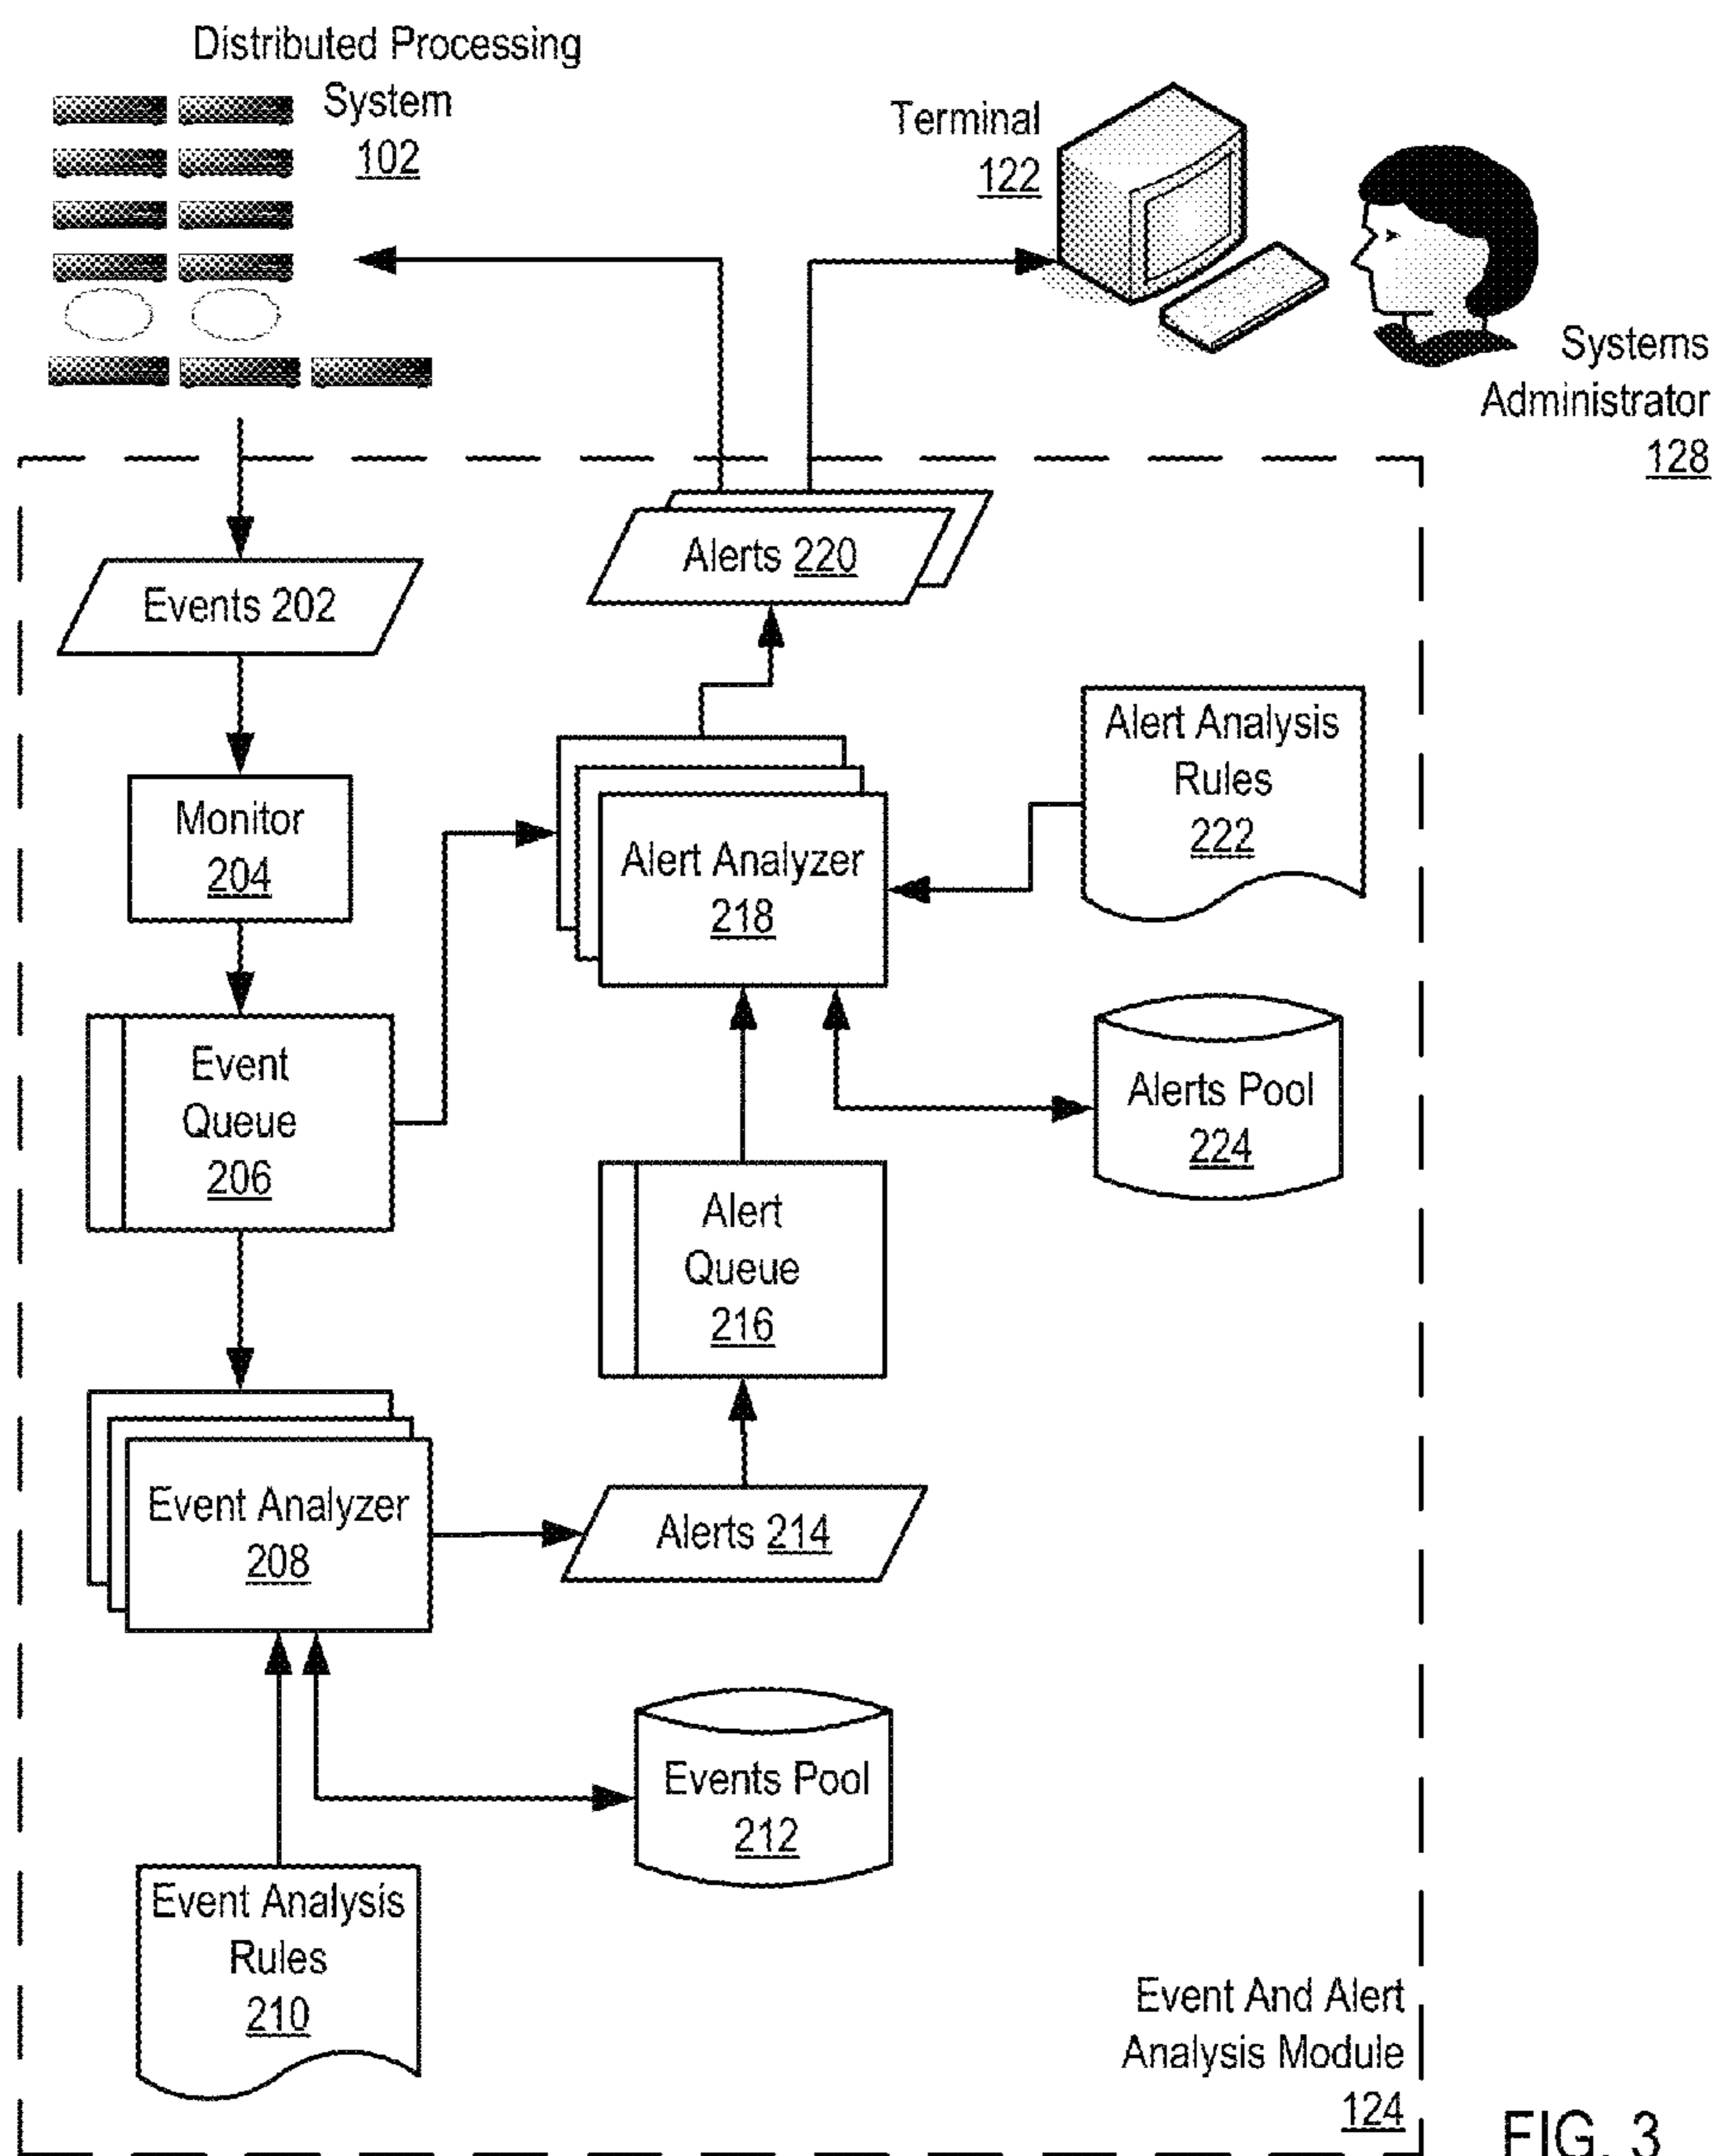 Distributed Processing
System
102
Terminal
122
Systems
Administrator
128
Alerts 220
Events 202
Alert Analysis
Rules
222
Monitor
204
Alert Analyzer
218
Event
Queue
206
Alerts Pool
224
Alert
Queue
216
Event Analyzer
208
Alerts 214
Events Pool
212
Event Analysis
Rules
210
Event And Alert
Analysis Module
124
FIG. 3